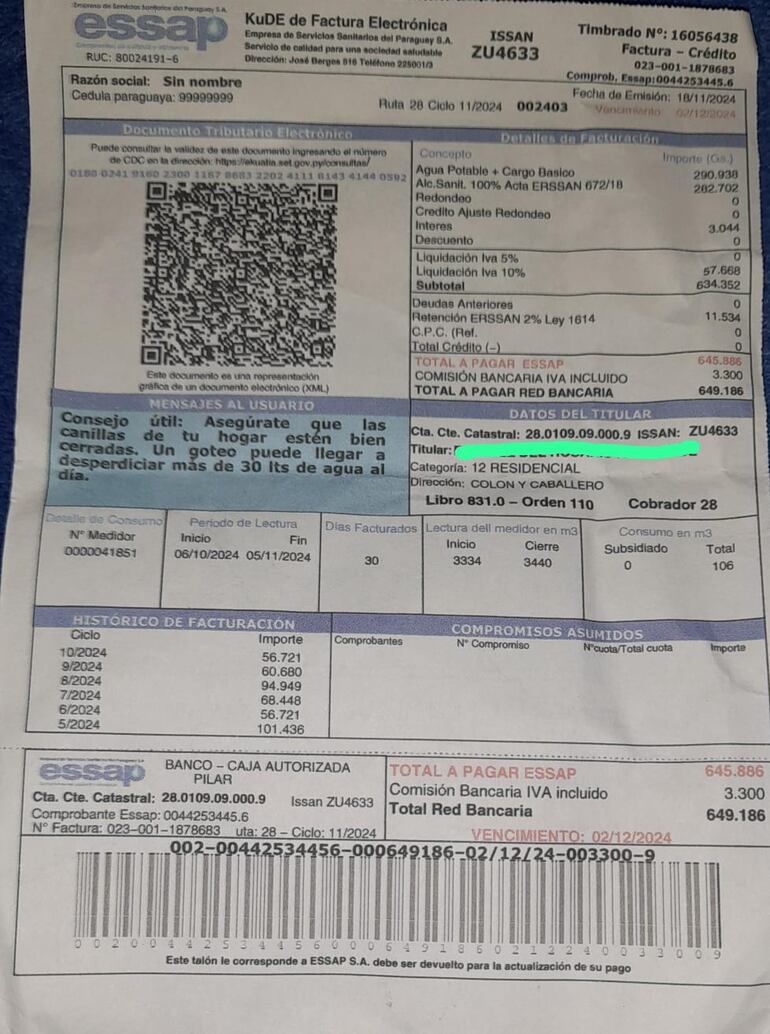 Empresa de Servicios Sanitarios del Paraguay S.A.
essap
RUC: 80024191-6
KuDE de Factura Electrónica
Empresa de Servicios Sanitarios del Paraguay S.A.
Servicio de calidad para una sociedad saludable
Dirección: José Berges 516 Teléfono 225001/3
ISSAN
ZU4633
Timbrado Nº: 16056438
Factura – Crédito
023-001-1878683
Comprob, Essap:0044253445.6
Razón social: Sin nombre
Cedula paraguaya: 99999999
Ruta 28 Ciclo 11/2024 002403
Fecha de Emisión: 18/11/2024
Vencimiento 02/12/2024
Documento Tributario Electrónico
Puede consultar la validez de este documento ingresando el número
de CDC en la dirección: https://ekuatia.set.gov.py/consultas/
0180 0241 9160 2300 1187 8683 2202 4111 8143 4144 0592
Este documento es una representación
gráfica de un documento electrónico (XML)
Detalles de Facturación
Concepto Importe (Gs.)
Agua Potable + Cargo Basico 290.938
Alc.Sanit. 100% Acta ERSSAN 672/18 282.702
Redondeo 0
Credito Ajuste Redondeo 0
Interes 3.044
Descuento 0
Liquidación Iva 5% 0
Liquidación Iva 10% 57.668
Subtotal 634.352
Deudas Anteriores 0
Retención ERSSAN 2% Ley 1614 11.534
C.P.C. (Ref. 0
Total Crédito (-) 0
TOTAL A PAGAR ESSAP 645.886
COMISIÓN BANCARIA IVA INCLUIDO 3.300
TOTAL A PAGAR RED BANCARIA 649.186
MENSAJES AL USUARIO
Consejo útil: Asegúrate que las
canillas de tu hogar estén bien
cerradas. Un goteo puede llegar a
desperdiciar más de 30 lts de agua al
día.
DATOS DEL TITULAR
Cta. Cte. Catastral: 28.0109.09.000.9 ISSAN: ZU4633
Titular:
Categoría: 12 RESIDENCIAL
Dirección: COLON Y CABALLERO
Libro 831.0 – Orden 110 Cobrador 28
Detalle de Consumo
Nº Medidor
0000041851
Periodo de Lectura
Inicio Fin
06/10/2024 05/11/2024
Días Facturados
30
Lectura dell medidor en m3
Inicio Cierre
3334 3440
Consumo en m3
Subsidiado Total
0 106
HISTÓRICO DE FACTURACIÓN
Ciclo Importe
10/2024 56.721
9/2024 60.680
8/2024 94.949
7/2024 68.448
6/2024 56.721
5/2024 101.436
COMPROMISOS ASUMIDOS
Comprobantes Nº Compromiso Nºcuota/Total cuota Importe
essap
BANCO – CAJA AUTORIZADA
PILAR
Cta. Cte. Catastral: 28.0109.09.000.9 Issan ZU4633
Comprobante Essap:0044253445.6
Nº Factura: 023-001-1878683 uta: 28 – Ciclo: 11/2024
TOTAL A PAGAR ESSAP 645.886
Comisión Bancaria IVA incluido 3.300
Total Red Bancaria 649.186
VENCIMIENTO: 02/12/2024
002-00442534456-000649186-02/12/24-003300-9
0 0 2 0 0 4 4 2 5 3 4 4 5 6 0 0 0 6 4 9 1 8 6 0 2 1 2 2 4 0 0 3 3 0 0 9
Este talón le corresponde a ESSAP S.A. debe ser devuelto para la actualización de su pago